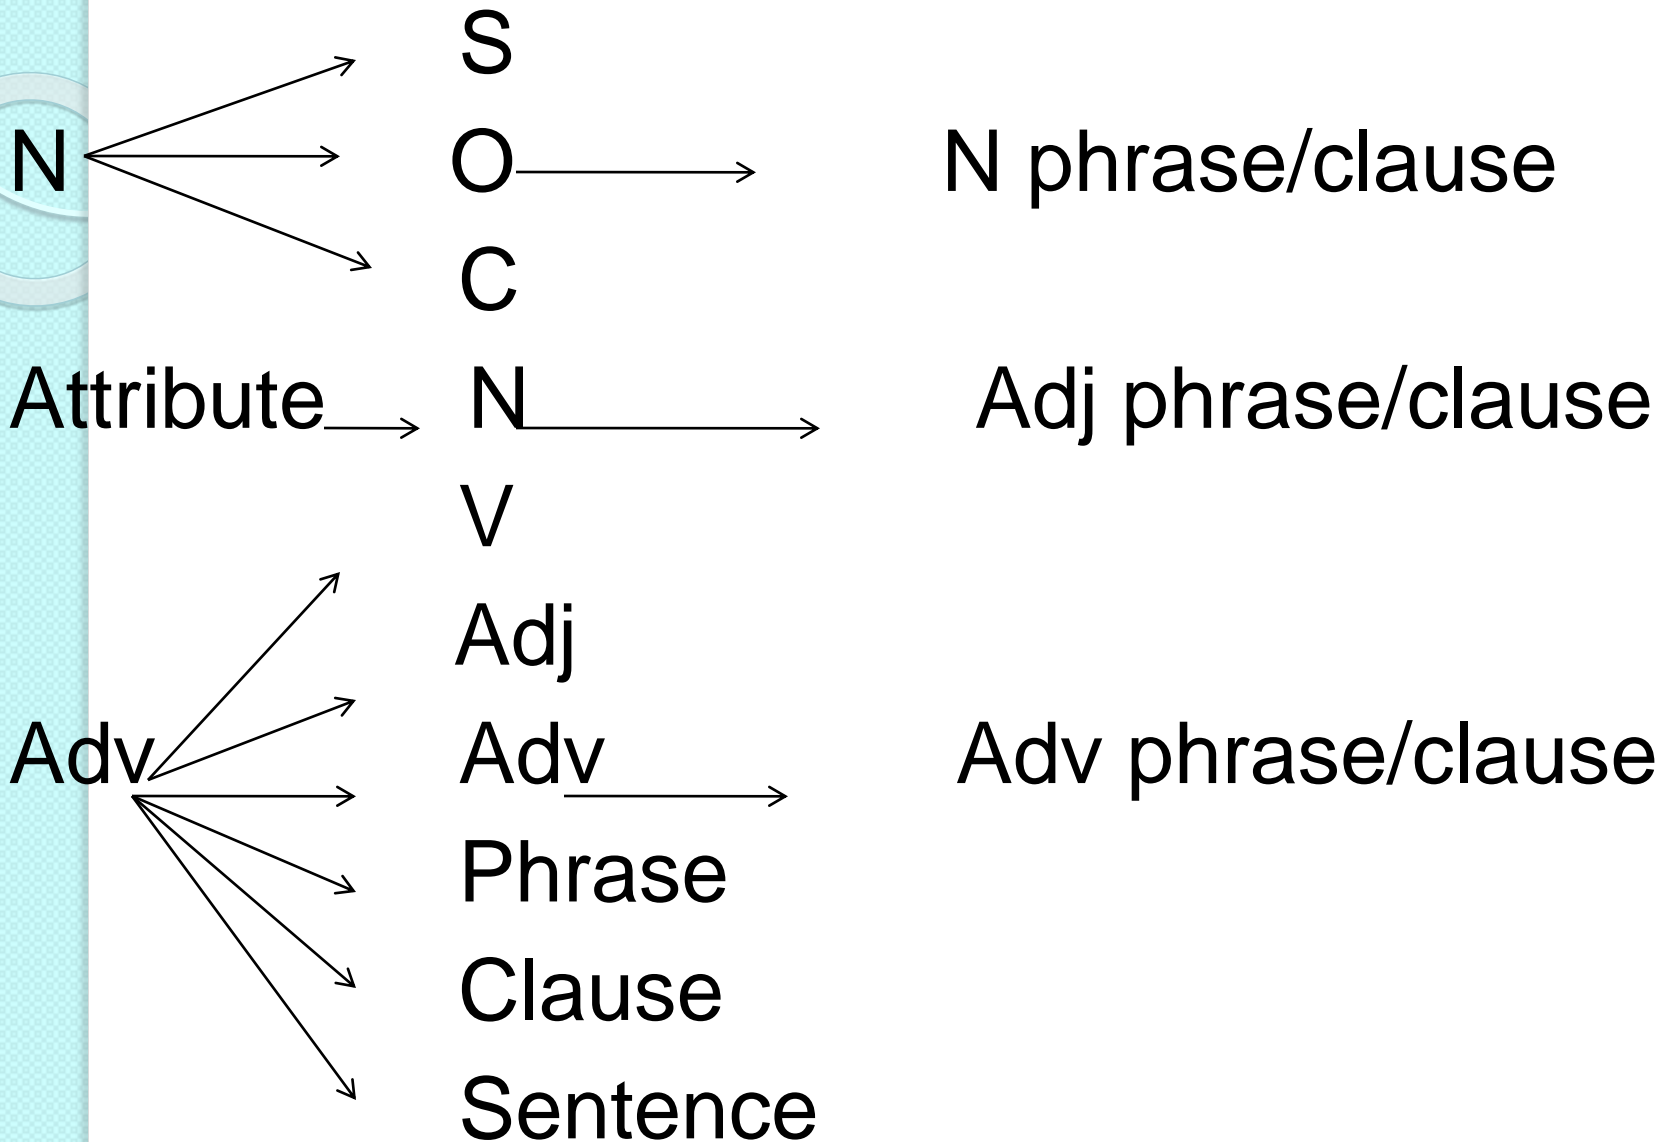 S
N O N phrase/clause
C
Attribute N Adj phrase/clause
V
Adj
Adv Adv Adv phrase/clause
Phrase
Clause
Sentence